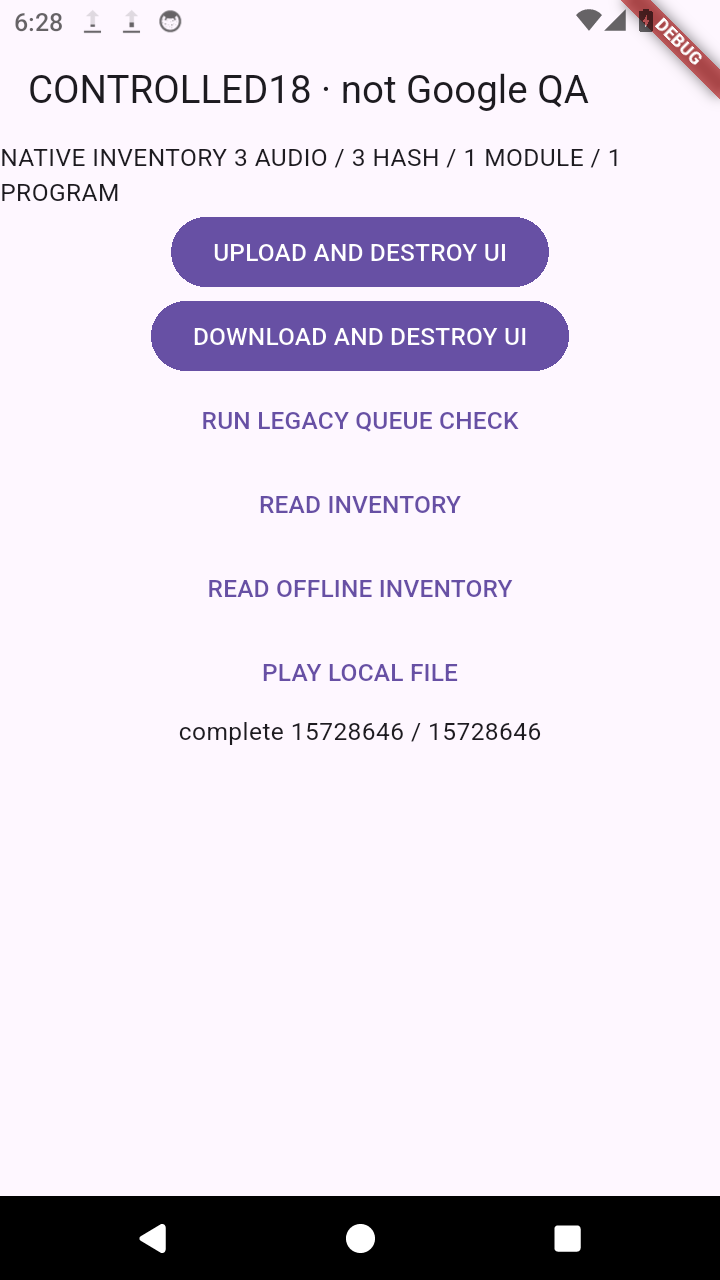 6:28
DEBUG
CONTROLLED18 · not Google QA
NATIVE INVENTORY 3 AUDIO / 3 HASH / 1 MODULE / 1
PROGRAM
UPLOAD AND DESTROY UI
DOWNLOAD AND DESTROY UI
RUN LEGACY QUEUE CHECK
READ INVENTORY
READ OFFLINE INVENTORY
PLAY LOCAL FILE
complete 15728646 / 15728646